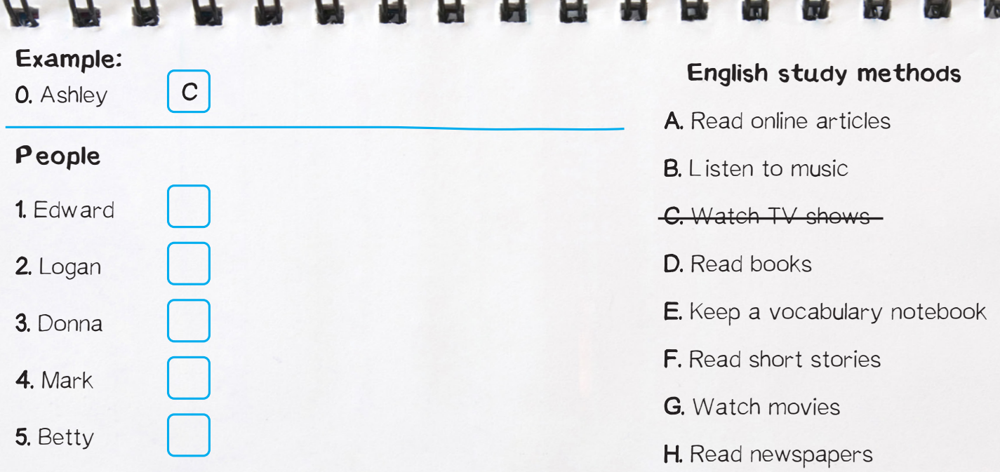 Example:
0. Ashley C
People
1. Edward
2. Logan
3. Donna
4. Mark
5. Betty
English study methods
A. Read online articles
B. Listen to music
C. Watch TV shows
D. Read books
E. Keep a vocabulary notebook
F. Read short stories
G. Watch movies
H. Read newspapers